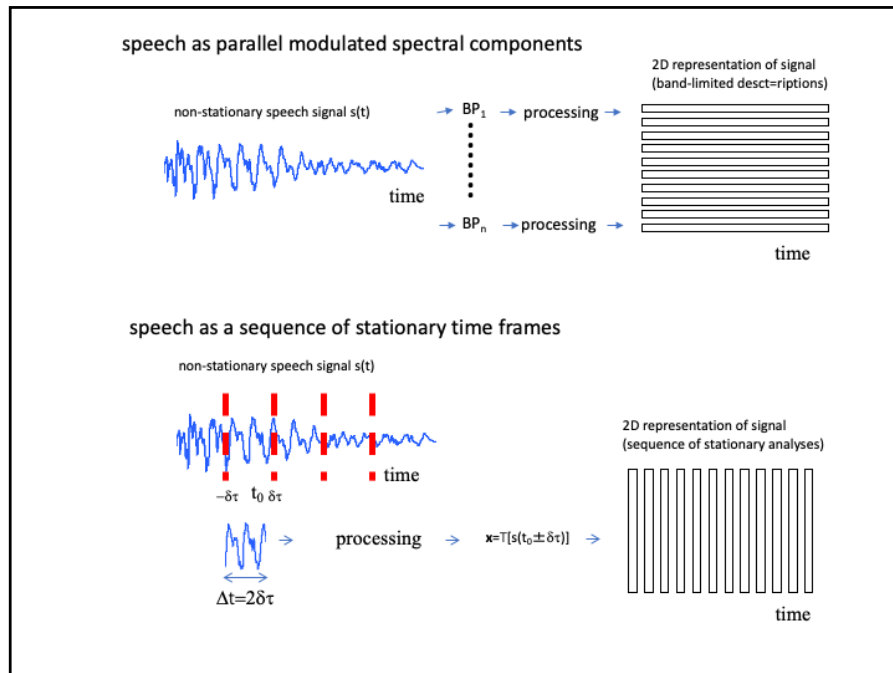 speech as parallel modulated spectral components
2D representation of signal
(band-limited desct=riptions)
non-stationary speech signal s(t)
BP₁ processing
time
BPₙ processing
time
speech as a sequence of stationary time frames
non-stationary speech signal s(t)
2D representation of signal
(sequence of stationary analyses)
time
−δτ t₀ δτ
processing
x=T[s(t₀±δτ)]
Δt=2δτ
time